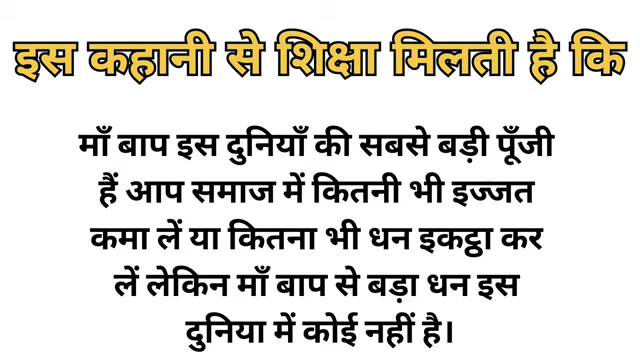 इस कहानी से शिक्षा मिलती है कि
माँ बाप इस दुनियाँ की सबसे बड़ी पूँजी
हैं आप समाज में कितनी भी इज्जत
कमा लें या कितना भी धन इकट्ठा कर
लें लेकिन माँ बाप से बड़ा धन इस
दुनिया में कोई नहीं है।